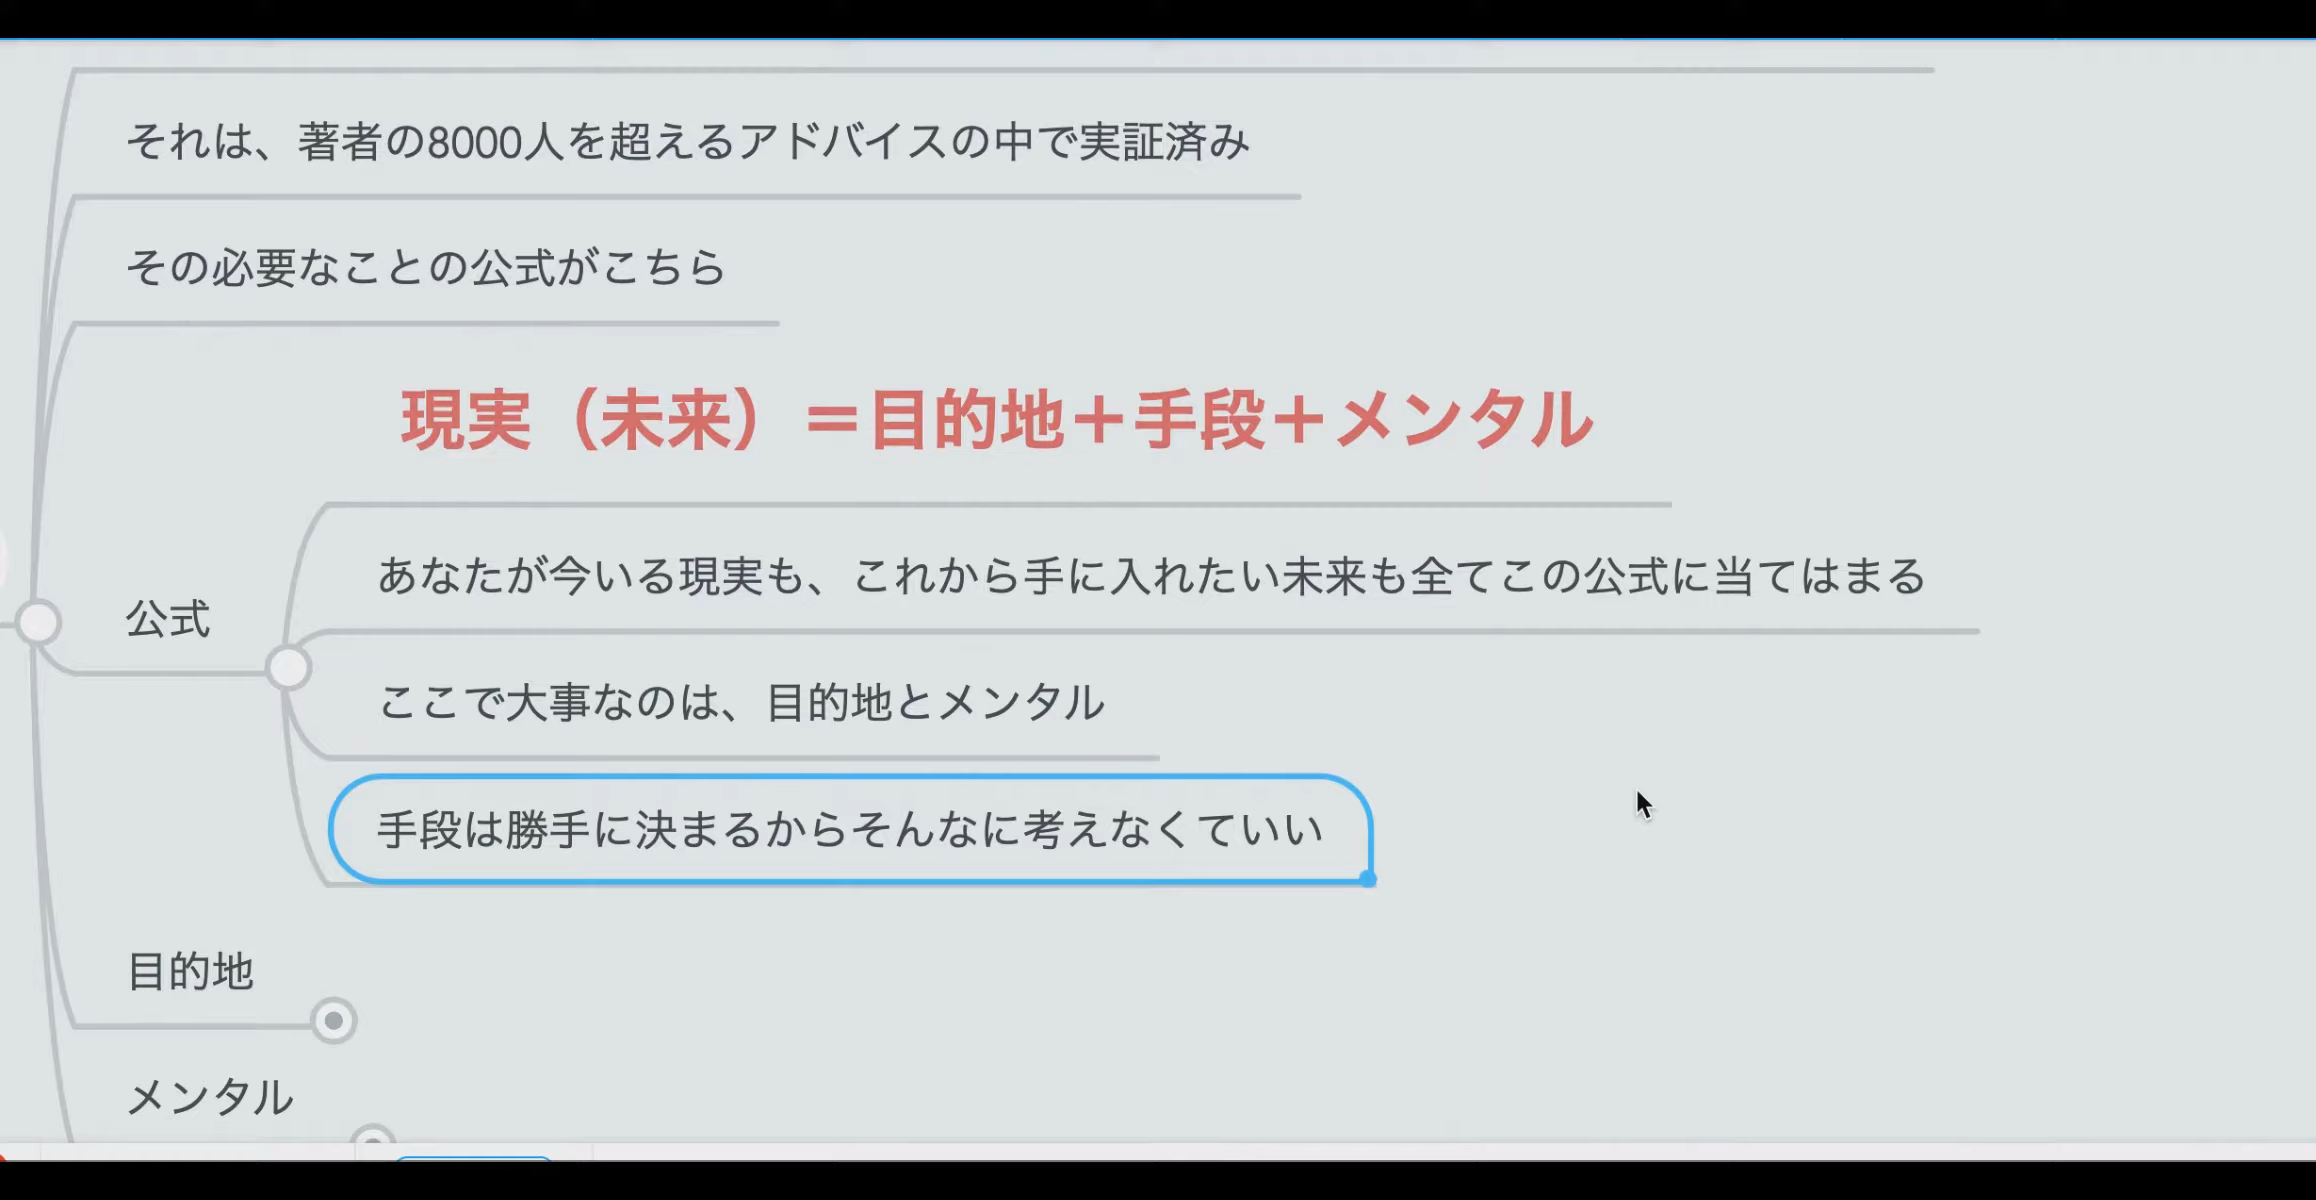 それは、著者の8000人を超えるアドバイスの中で実証済み
その必要なことの公式がこちら
現実（未来）＝目的地＋手段＋メンタル
あなたが今いる現実も、これから手に入れたい未来も全てこの公式に当てはまる
公式
ここで大事なのは、目的地とメンタル
手段は勝手に決まるからそんなに考えなくていい
目的地
メンタル